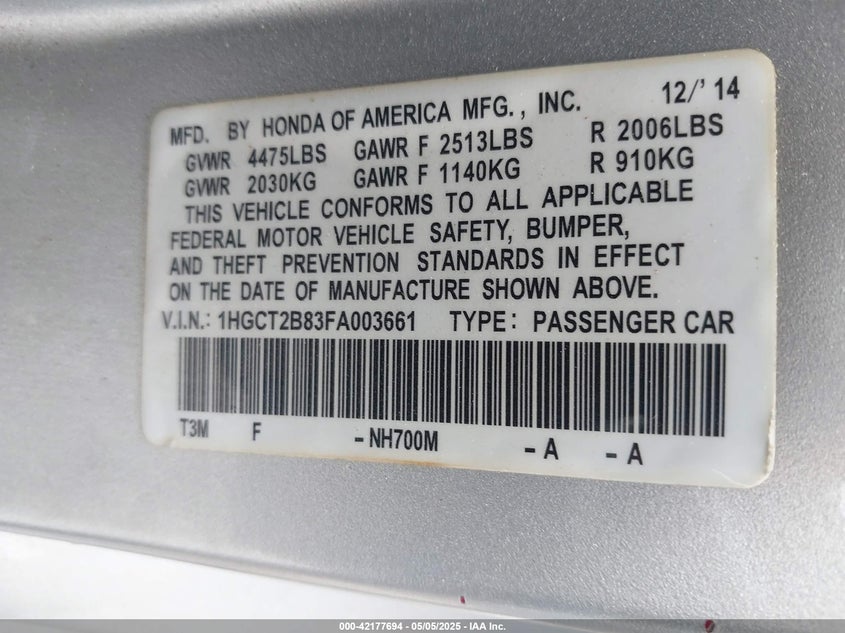 MFD. BY HONDA OF AMERICA MFG., INC. 12/'14
GVWR 4475LBS GAWR F 2513LBS R 2006LBS
GVWR 2030KG GAWR F 1140KG R 910KG
THIS VEHICLE CONFORMS TO ALL APPLICABLE
FEDERAL MOTOR VEHICLE SAFETY, BUMPER,
AND THEFT PREVENTION STANDARDS IN EFFECT
ON THE DATE OF MANUFACTURE SHOWN ABOVE.
V.I.N.: 1HGCT2B83FA003661 TYPE: PASSENGER CAR
T3M F -NH700M -A -A
000-42177694 - 05/05/2025 - IAA Inc.